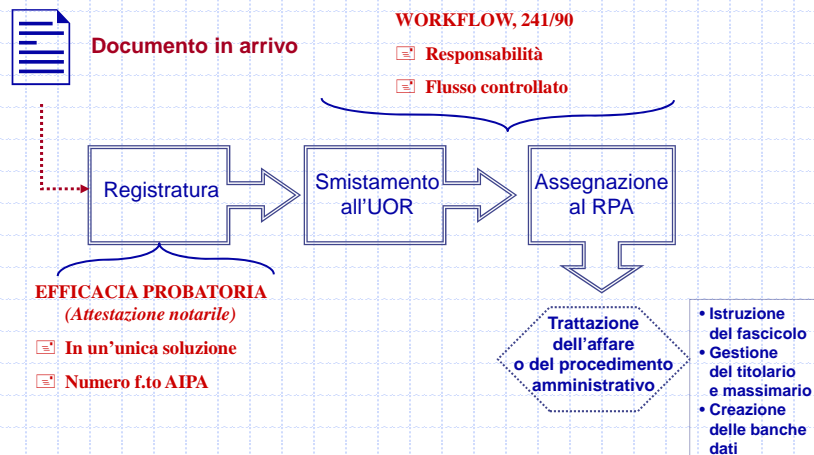 Documento in arrivo
WORKFLOW, 241/90
Responsabilità
Flusso controllato
Registratura
Smistamento
all'UOR
Assegnazione
al RPA
EFFICACIA PROBATORIA
(Attestazione notarile)
In un'unica soluzione
Numero f.to AIPA
Trattazione
dell'affare
o del procedimento
amministrativo
• Istruzione
del fascicolo
• Gestione
del titolario
e massimario
• Creazione
delle banche
dati